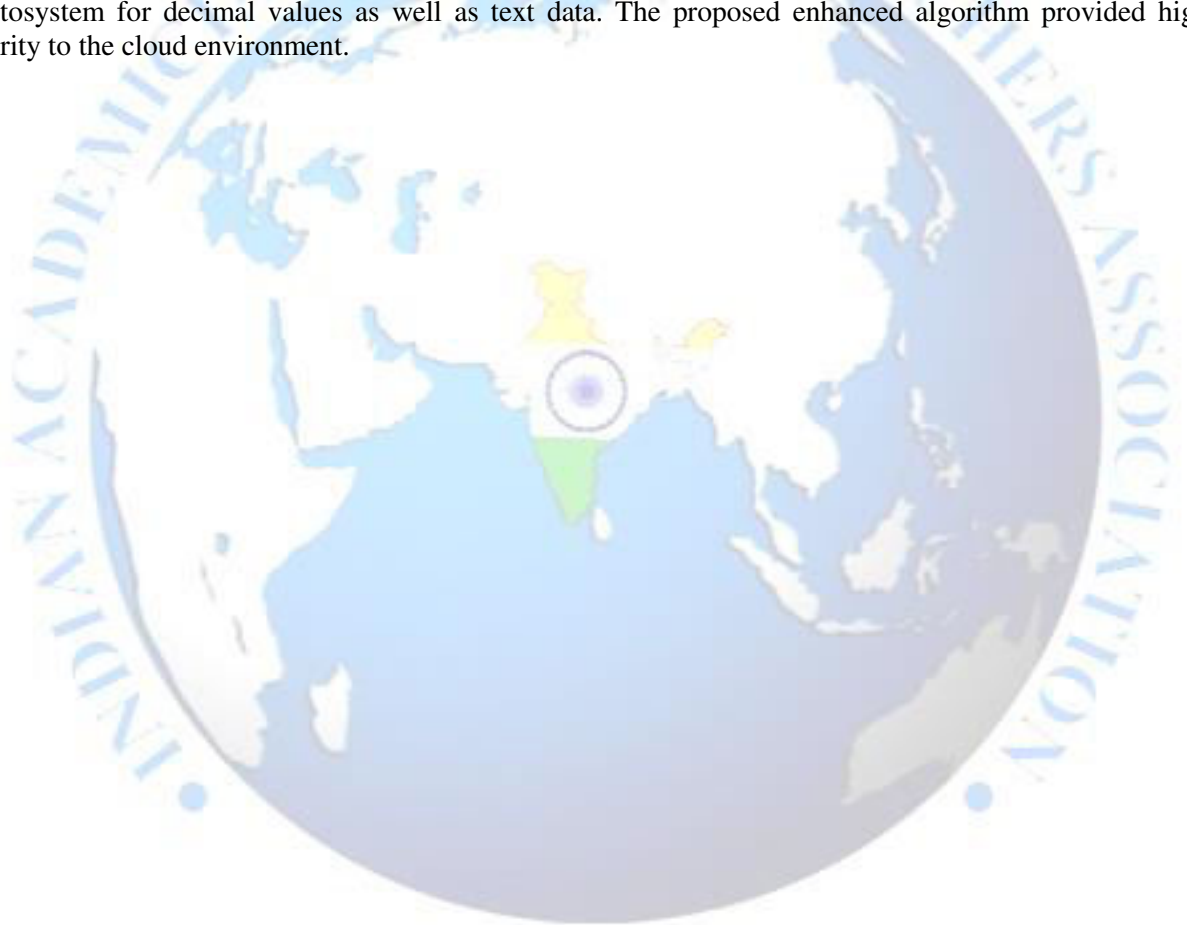 tosystem for decimal values as well as text data. The proposed enhanced algorithm provided hig
rity to the cloud environment.
INDIAN ACADEMIC
HERS ASSOCIATION